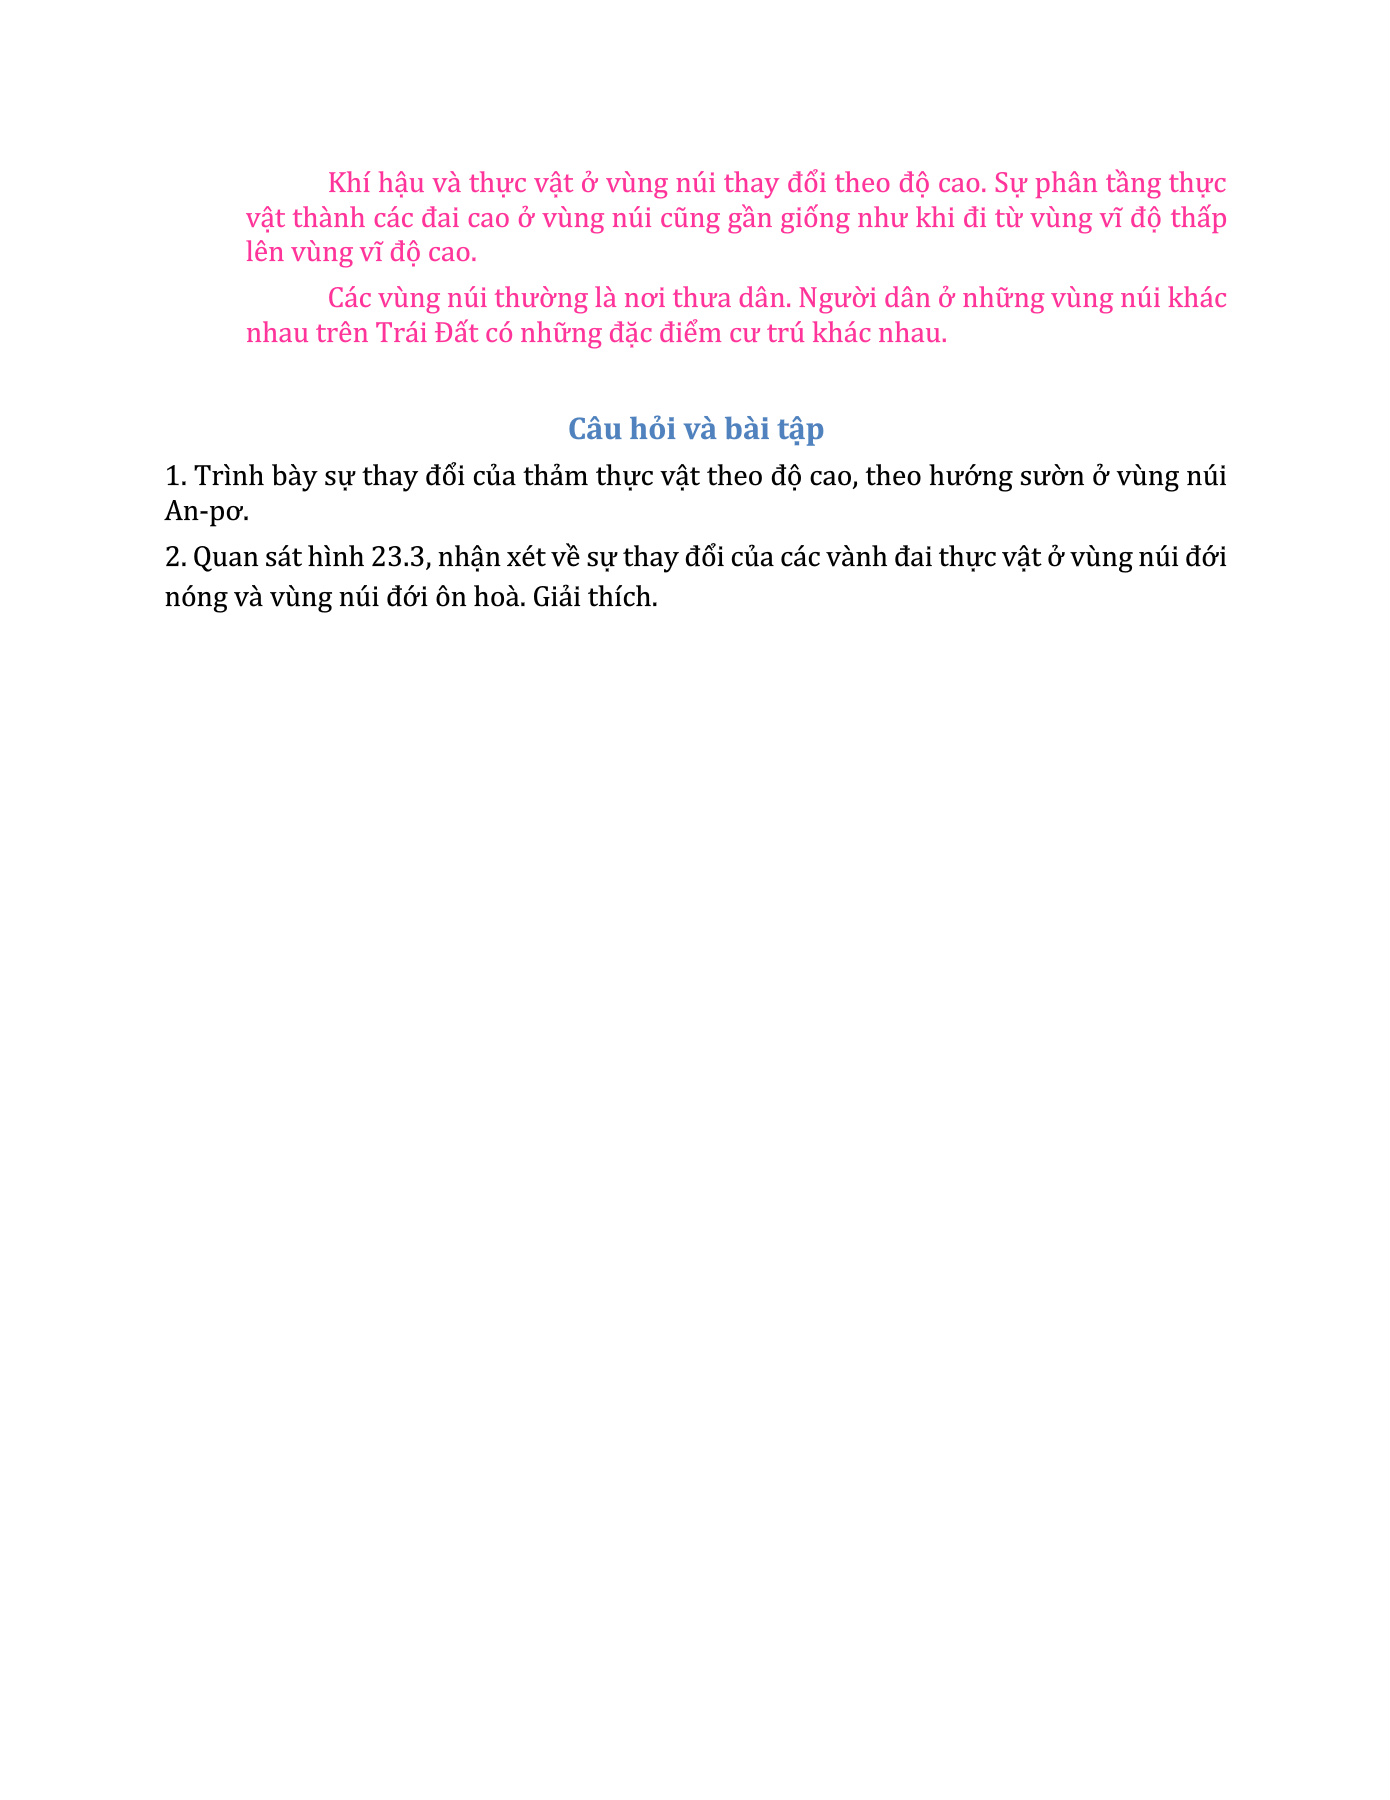 Khí hậu và thực vật ở vùng núi thay đổi theo độ cao. Sự phân tầng thực
vật thành các đai cao ở vùng núi cũng gần giống như khi đi từ vùng vĩ độ thấp
lên vùng vĩ độ cao.
Các vùng núi thường là nơi thưa dân. Người dân ở những vùng núi khác
nhau trên Trái Đất có những đặc điểm cư trú khác nhau.
Câu hỏi và bài tập
1. Trình bày sự thay đổi của thảm thực vật theo độ cao, theo hướng sườn ở vùng núi
An-pơ.
2. Quan sát hình 23.3, nhận xét về sự thay đổi của các vành đai thực vật ở vùng núi đới
nóng và vùng núi đới ôn hoà. Giải thích.